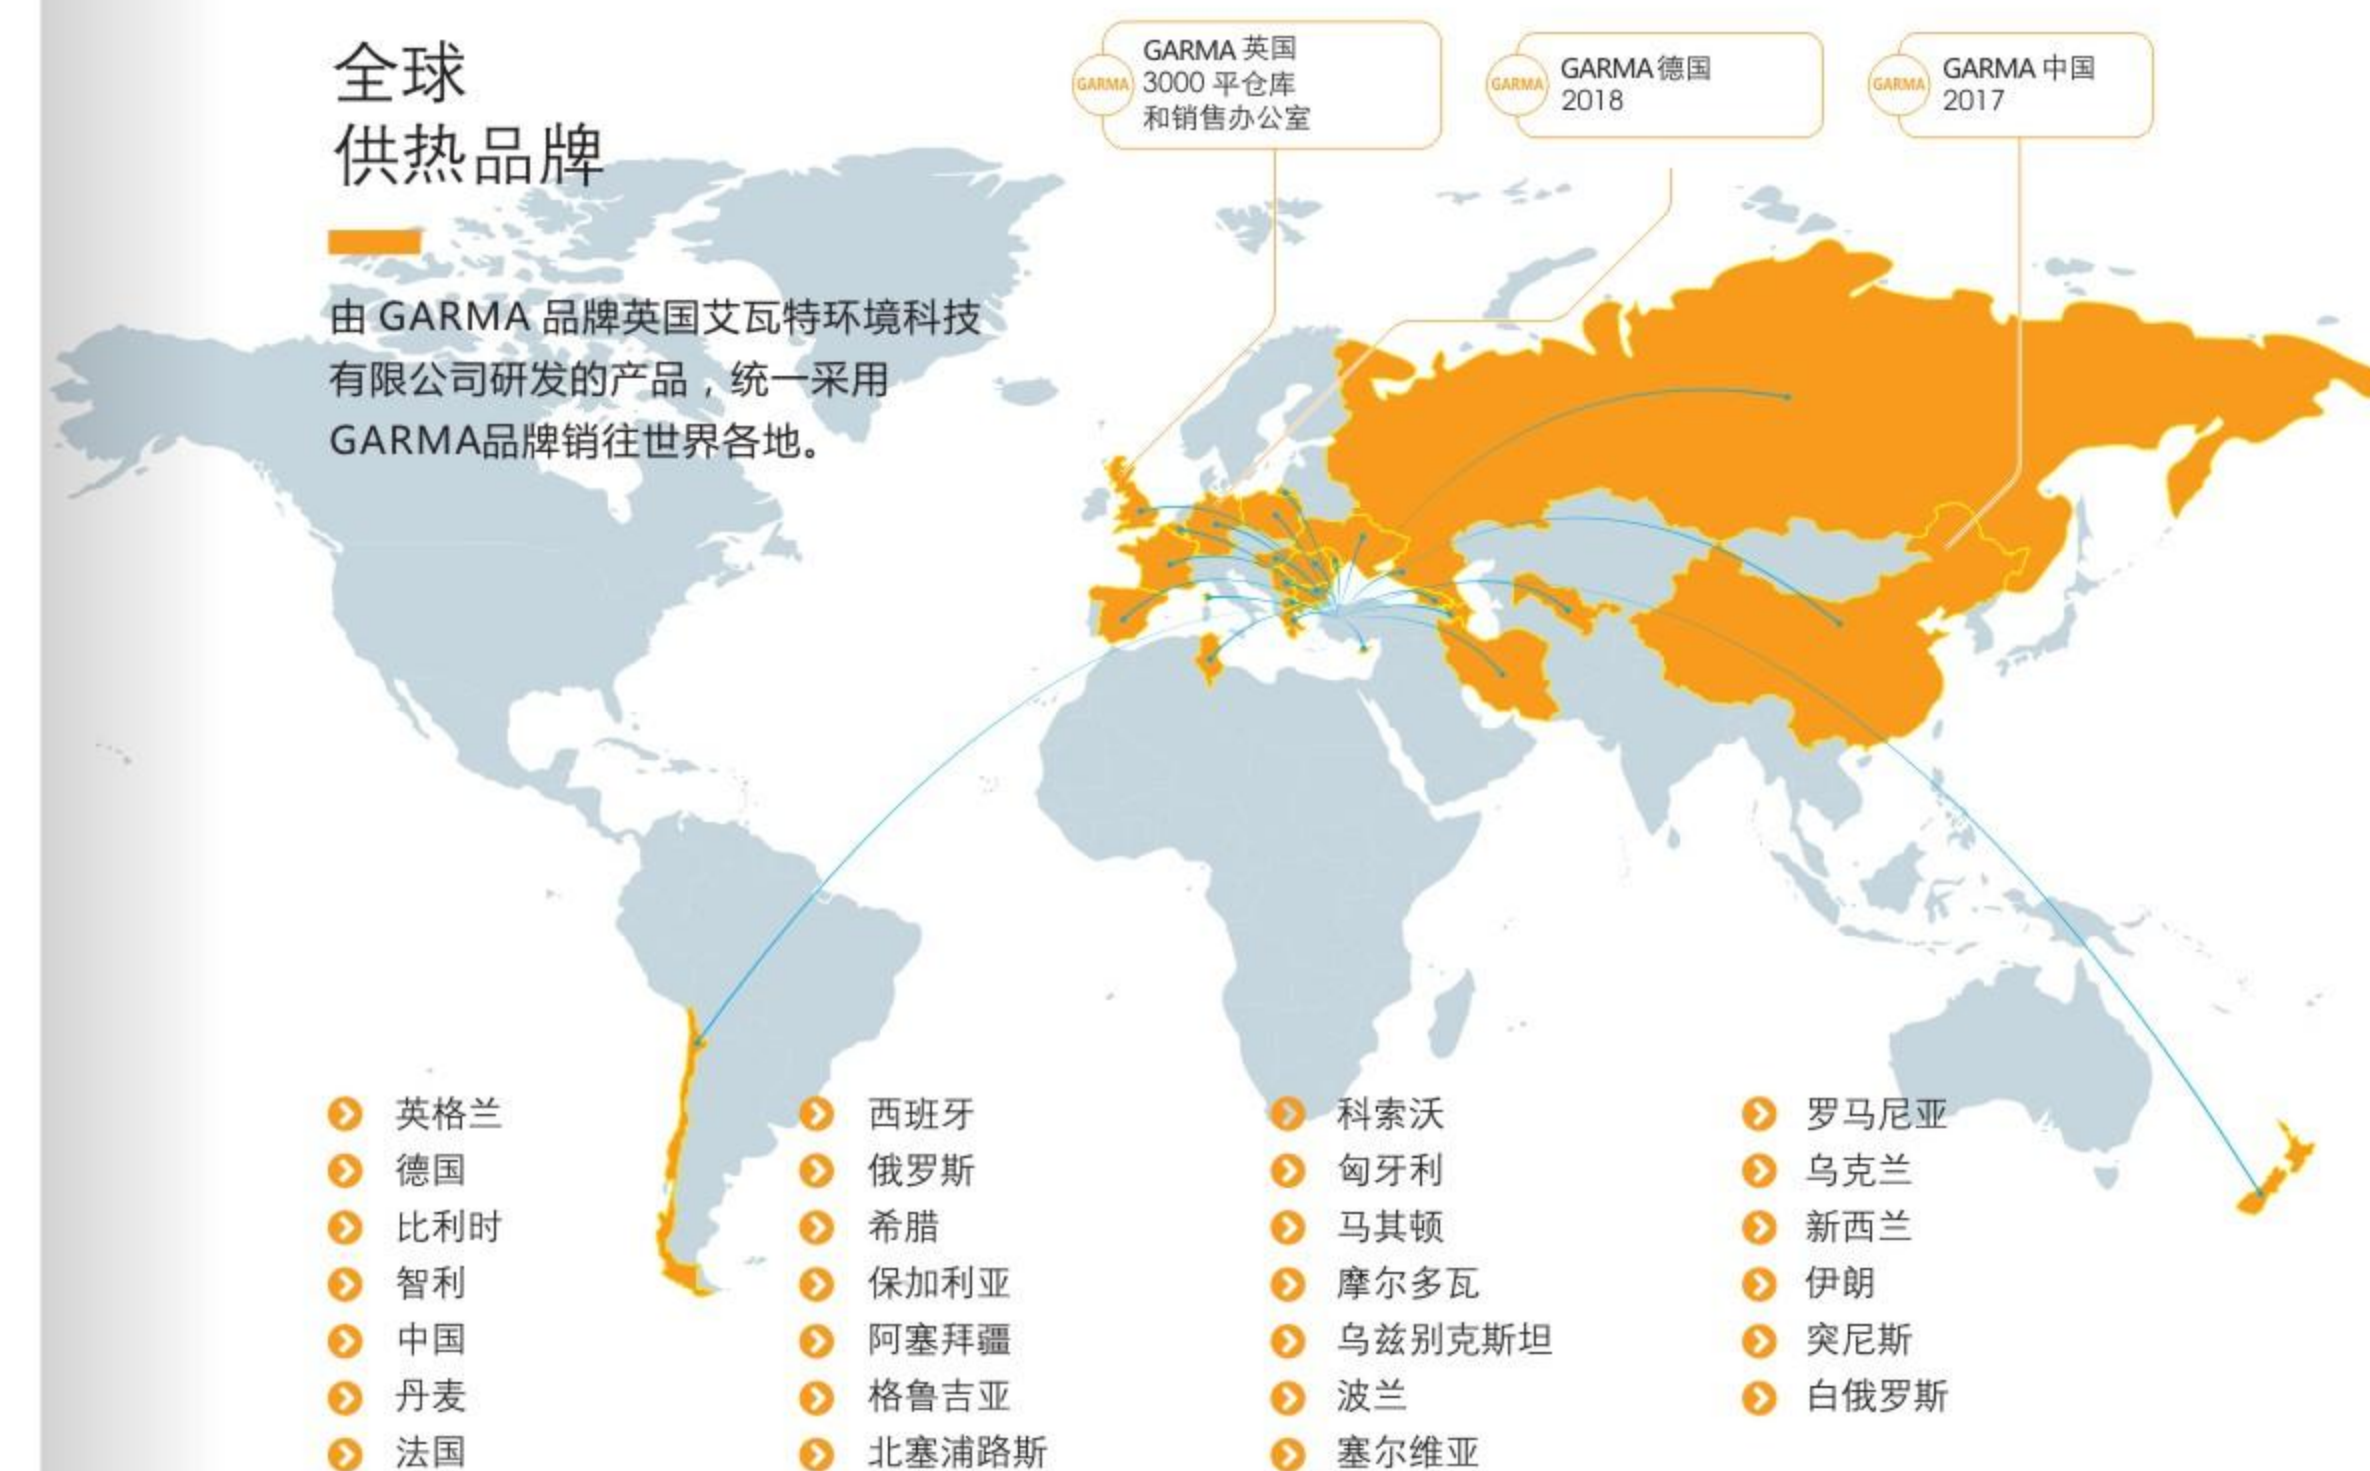 全球
供热品牌
由 GARMA 品牌英国艾瓦特环境科技
有限公司研发的产品，统一采用
GARMA品牌销往世界各地。
GARMA
GARMA 英国
3000 平仓库
和销售办公室
GARMA
GARMA 德国
2018
GARMA
GARMA 中国
2017
英格兰
德国
比利时
智利
中国
丹麦
法国
西班牙
俄罗斯
希腊
保加利亚
阿塞拜疆
格鲁吉亚
北塞浦路斯
科索沃
匈牙利
马其顿
摩尔多瓦
乌兹别克斯坦
波兰
塞尔维亚
罗马尼亚
乌克兰
新西兰
伊朗
突尼斯
白俄罗斯